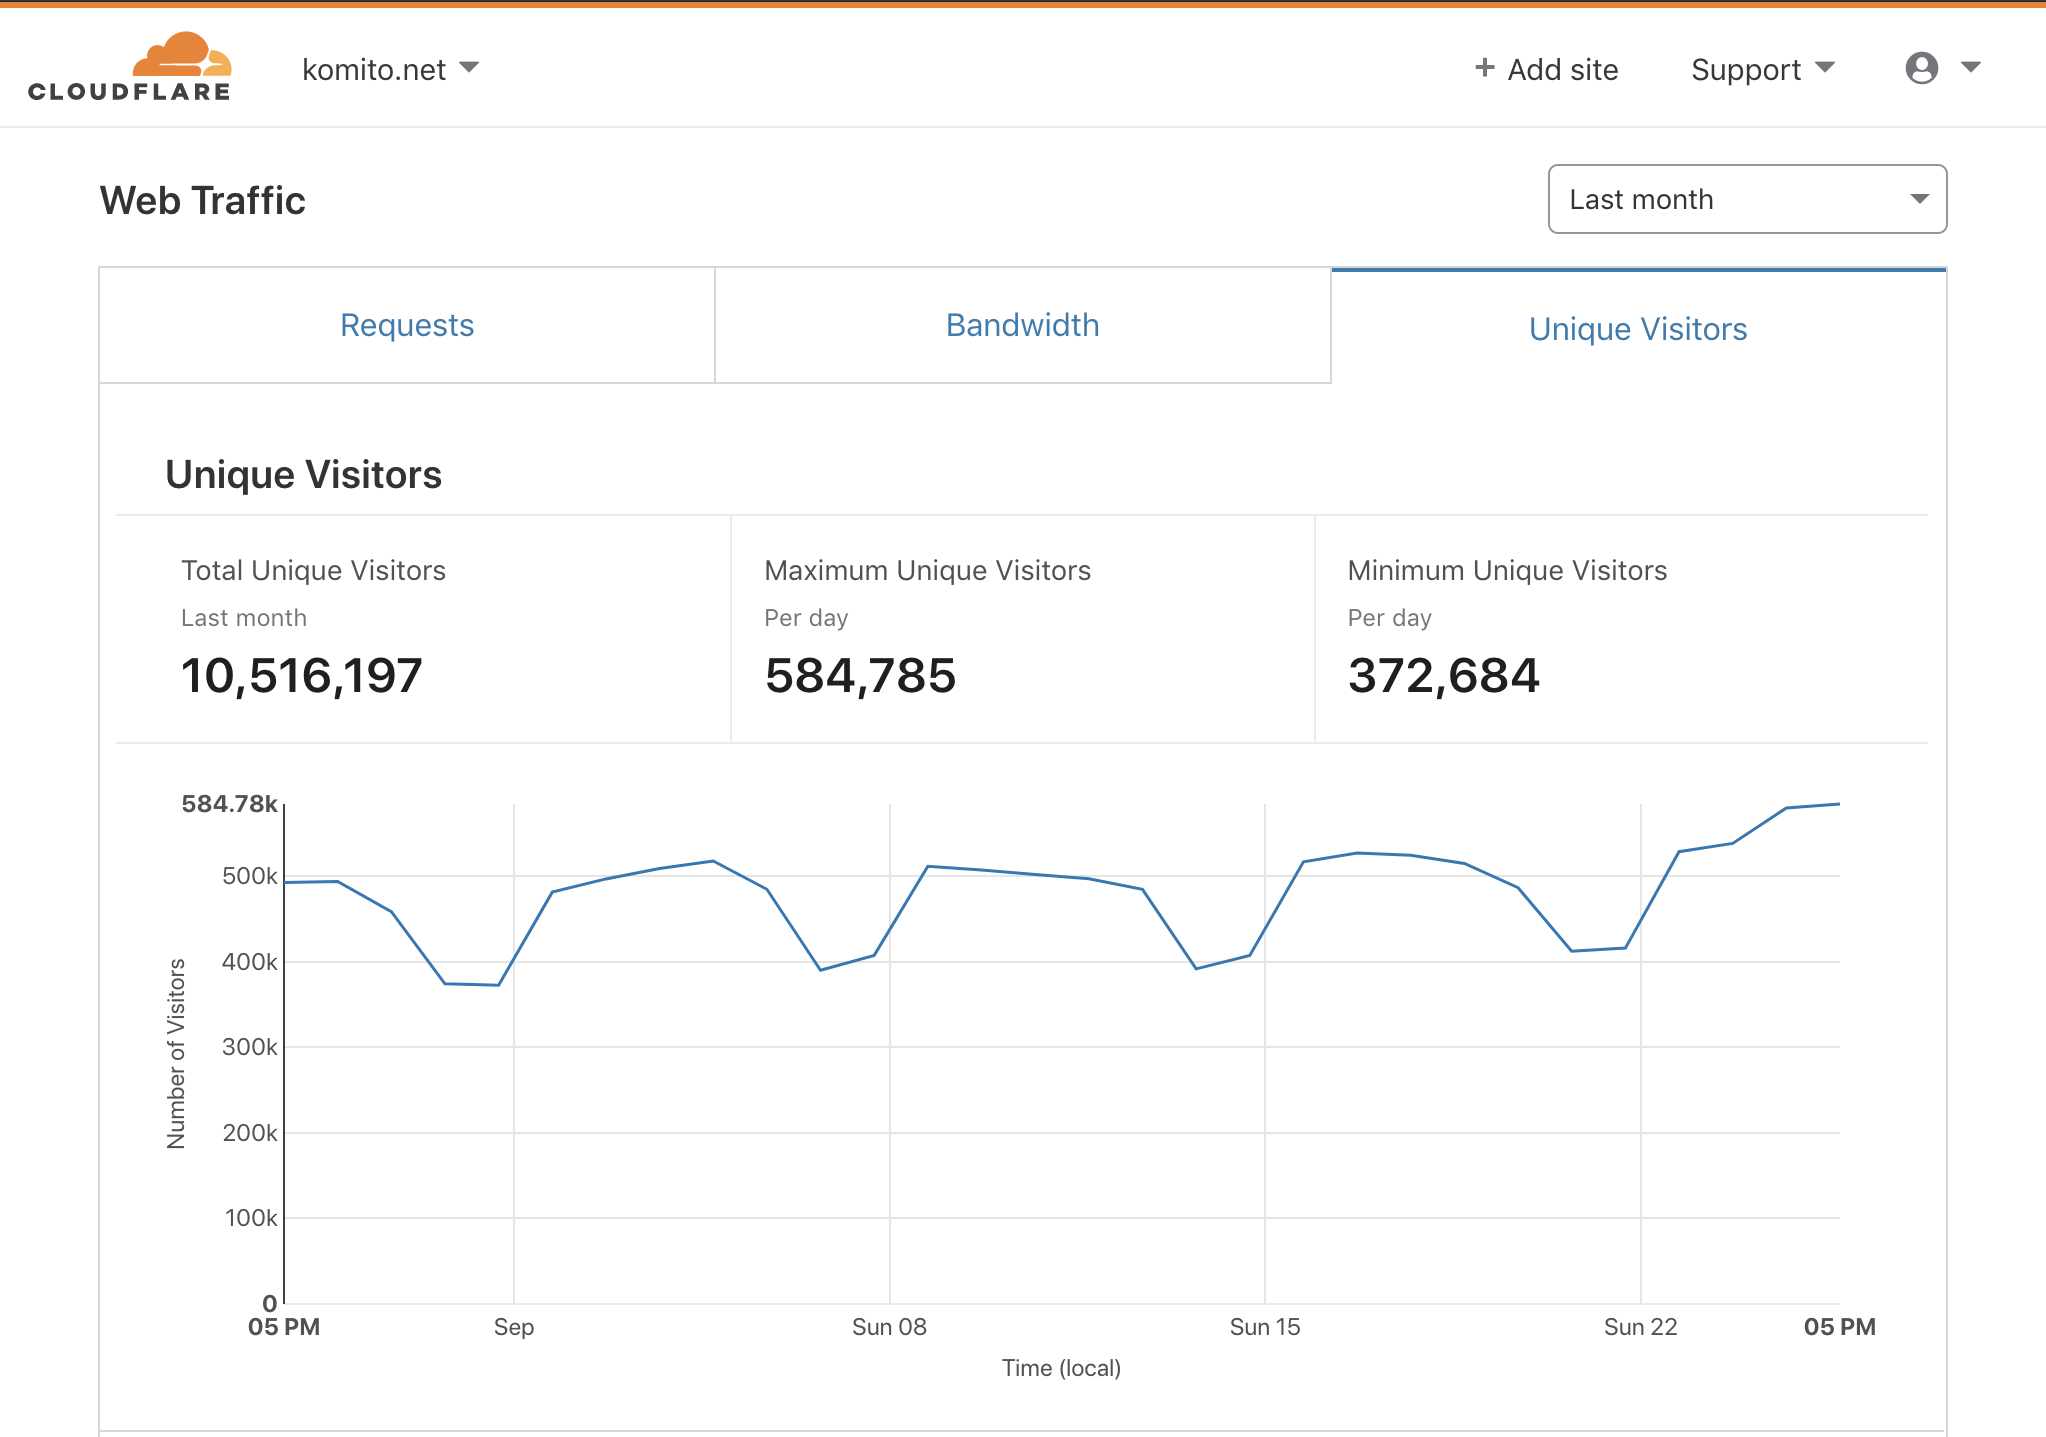 CLOUDFLARE
komito.net
+ Add site
Support
Web Traffic
Last month
Requests
Bandwidth
Unique Visitors
Unique Visitors
Total Unique Visitors
Last month
10,516,197
Maximum Unique Visitors
Per day
584,785
Minimum Unique Visitors
Per day
372,684
584.78k
500k
400k
300k
200k
100k
0
Number of Visitors
05 PM
Sep
Sun 08
Sun 15
Sun 22
05 PM
Time (local)